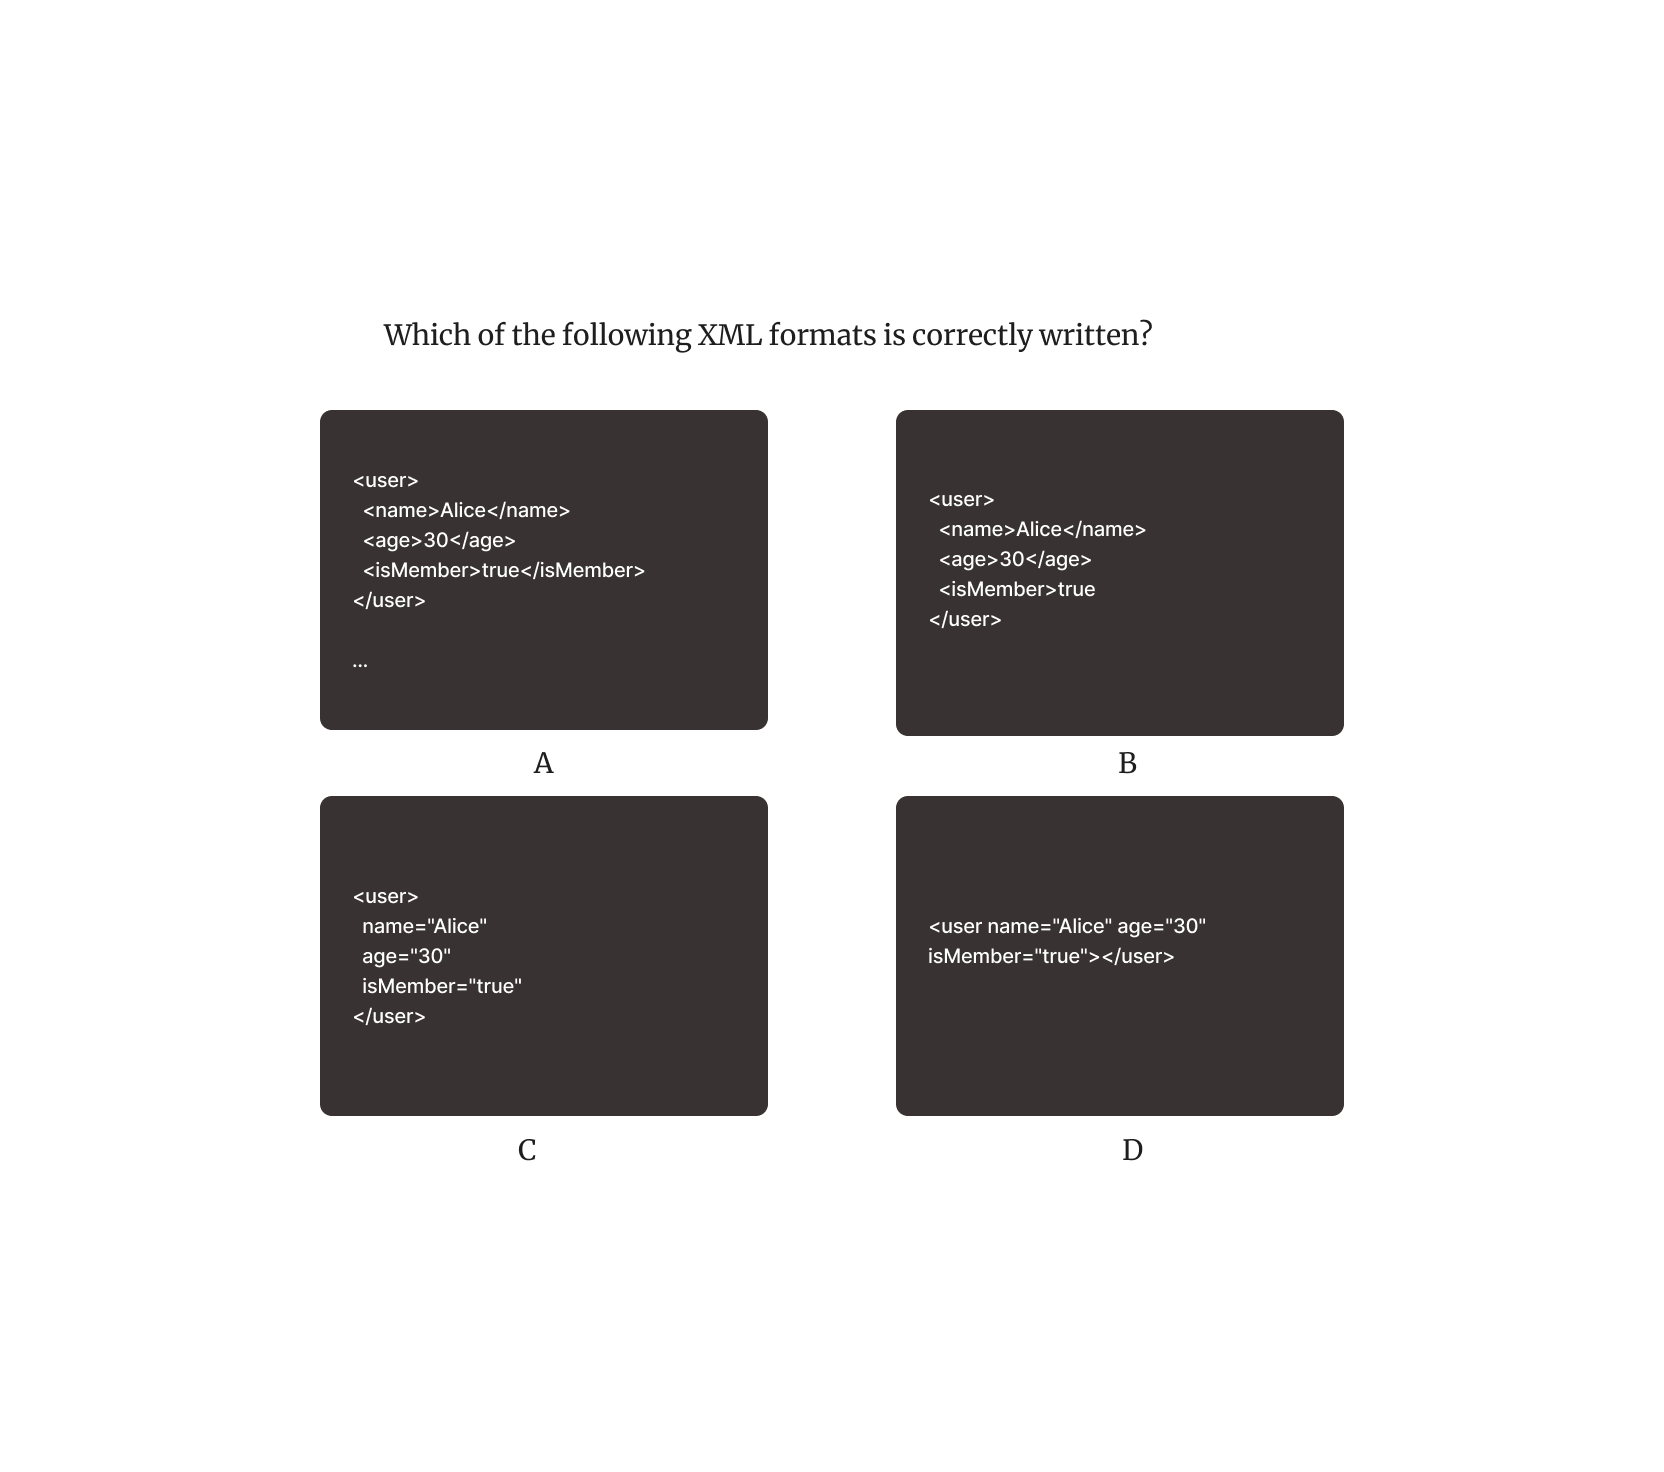 Which of the following XML formats is correctly written?
<user>
  <name>Alice</name>
  <age>30</age>
  <isMember>true</isMember>
</user>
...
A
<user>
  <name>Alice</name>
  <age>30</age>
  <isMember>true
</user>
B
<user>
  name="Alice"
  age="30"
  isMember="true"
</user>
C
<user name="Alice" age="30"
isMember="true"></user>
D